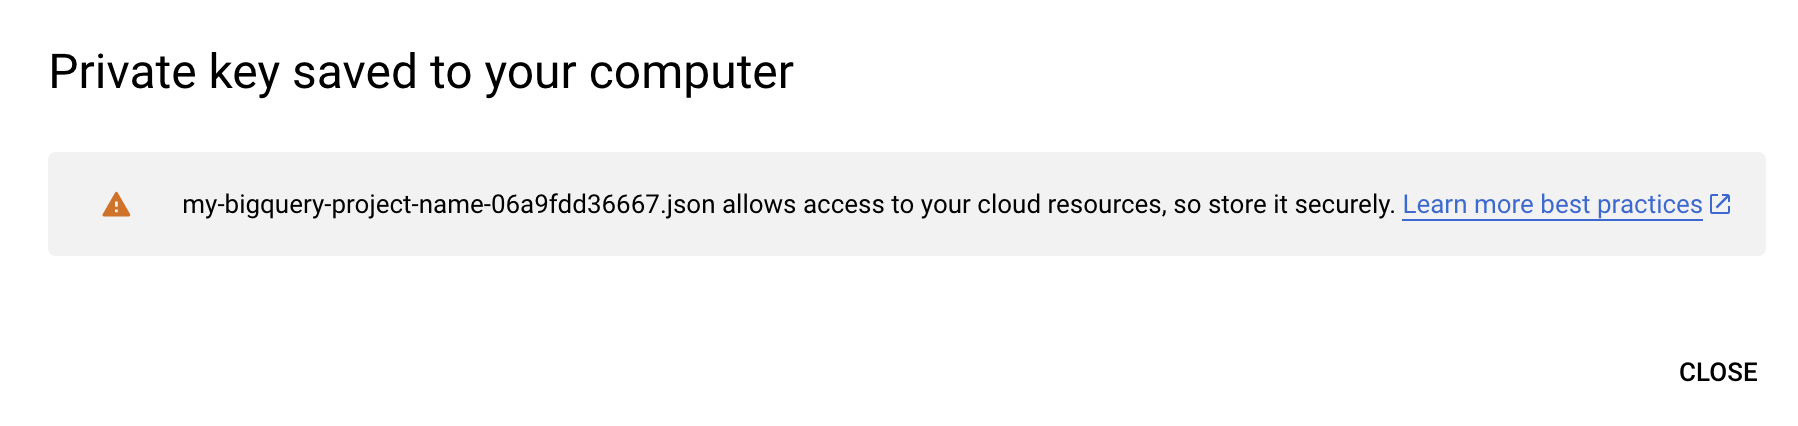 Private key saved to your computer
my-bigquery-project-name-06a9fdd36667.json allows access to your cloud resources, so store it securely. Learn more best practices
CLOSE